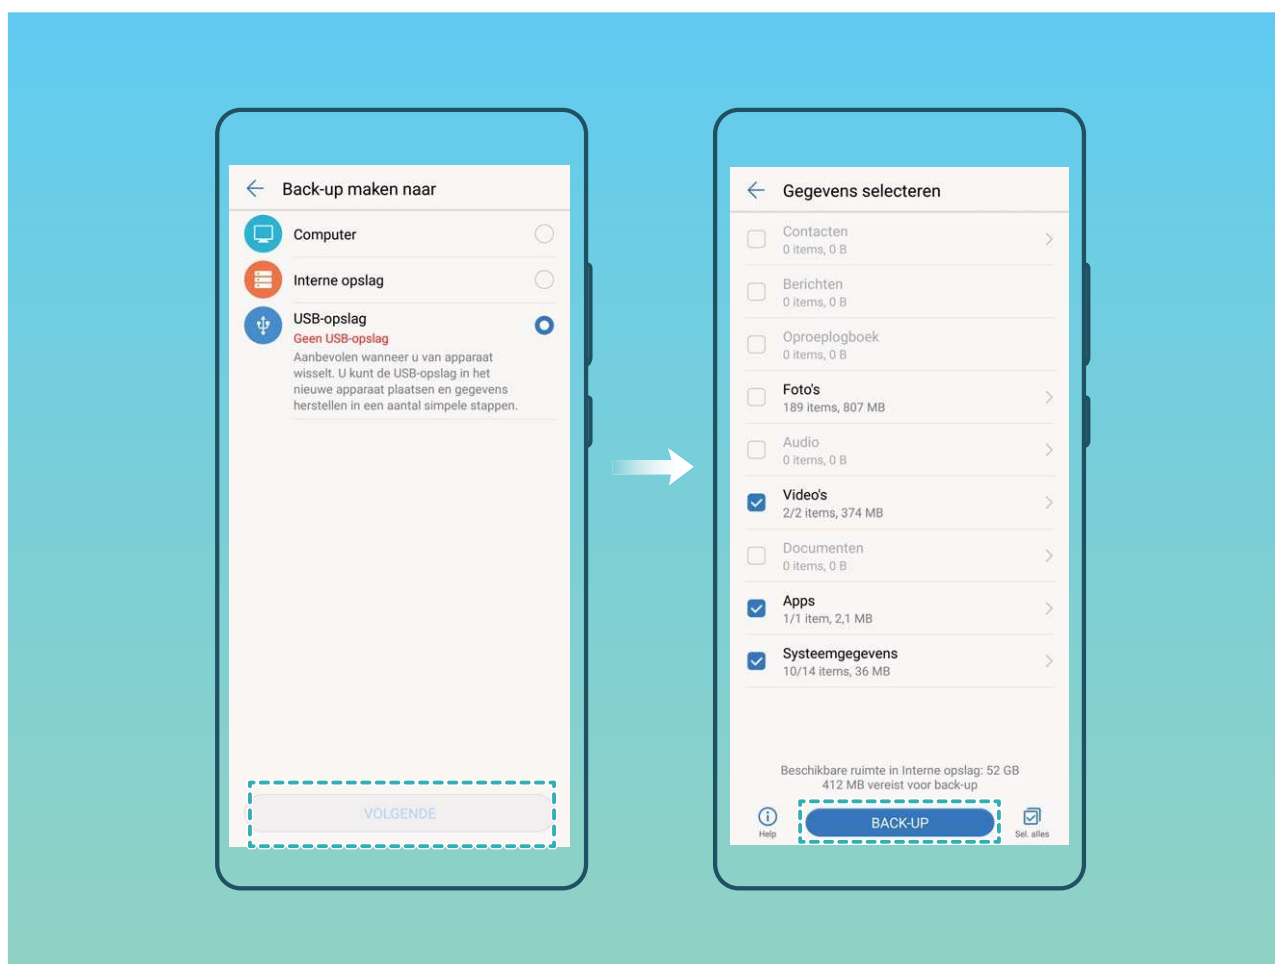 Back-up maken naar
Computer
Interne opslag
USB-opslag
Geen USB-opslag
Aanbevolen wanneer u van apparaat
wisselt. U kunt de USB-opslag in het
nieuwe apparaat plaatsen en gegevens
herstellen in een aantal simpele stappen.
VOLGENDE
Gegevens selecteren
Contacten
0 items, 0 B
Berichten
0 items, 0 B
Oproeplogboek
0 items, 0 B
Foto's
189 items, 807 MB
Audio
0 items, 0 B
Video's
2/2 items, 374 MB
Documenten
0 items, 0 B
Apps
1/1 item, 2,1 MB
Systeemgegevens
10/14 items, 36 MB
Beschikbare ruimte in Interne opslag: 52 GB
412 MB vereist voor back-up
Help
BACK-UP
Sel. alles